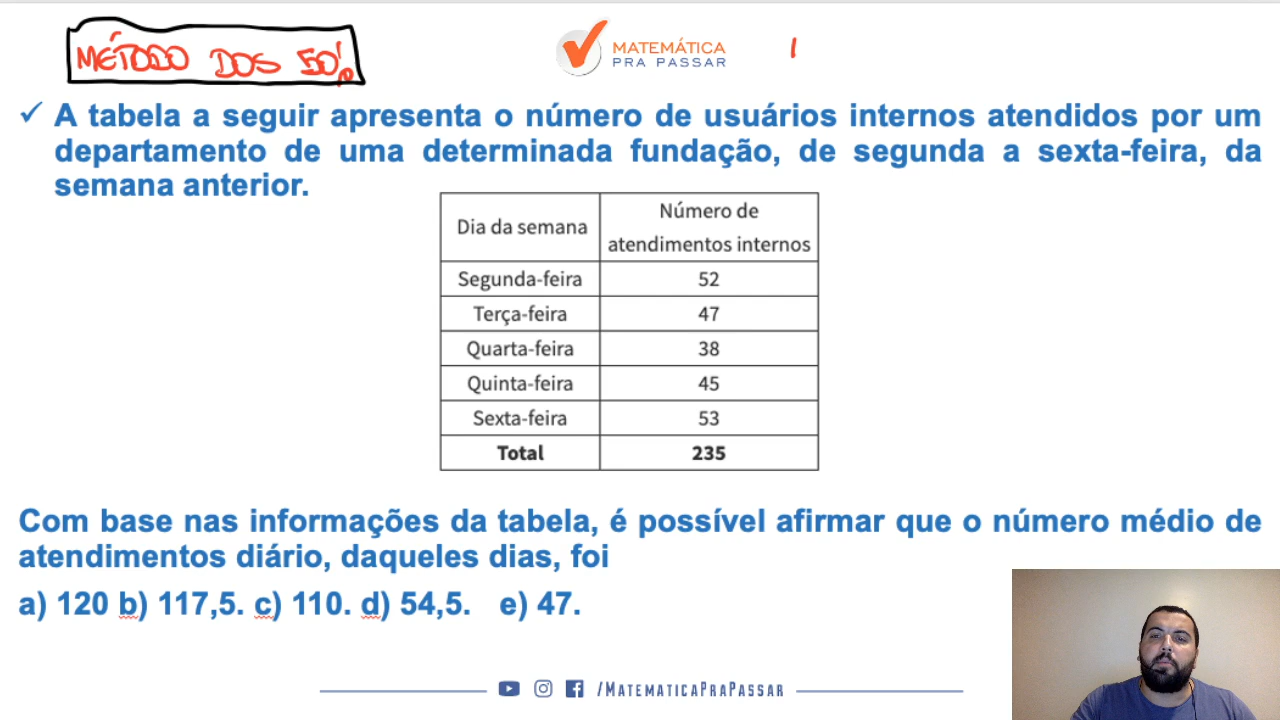 MÉTODO DOS 50!
MATEMÁTICA
PRA PASSAR
✓ A tabela a seguir apresenta o número de usuários internos atendidos por um
departamento de uma determinada fundação, de segunda a sexta-feira, da
semana anterior.
Dia da semana Número de atendimentos internos
Segunda-feira 52
Terça-feira 47
Quarta-feira 38
Quinta-feira 45
Sexta-feira 53
Total 235
Com base nas informações da tabela, é possível afirmar que o número médio de
atendimentos diário, daqueles dias, foi
a) 120 b) 117,5. c) 110. d) 54,5. e) 47.
/MATEMATICAPRAPASSAR